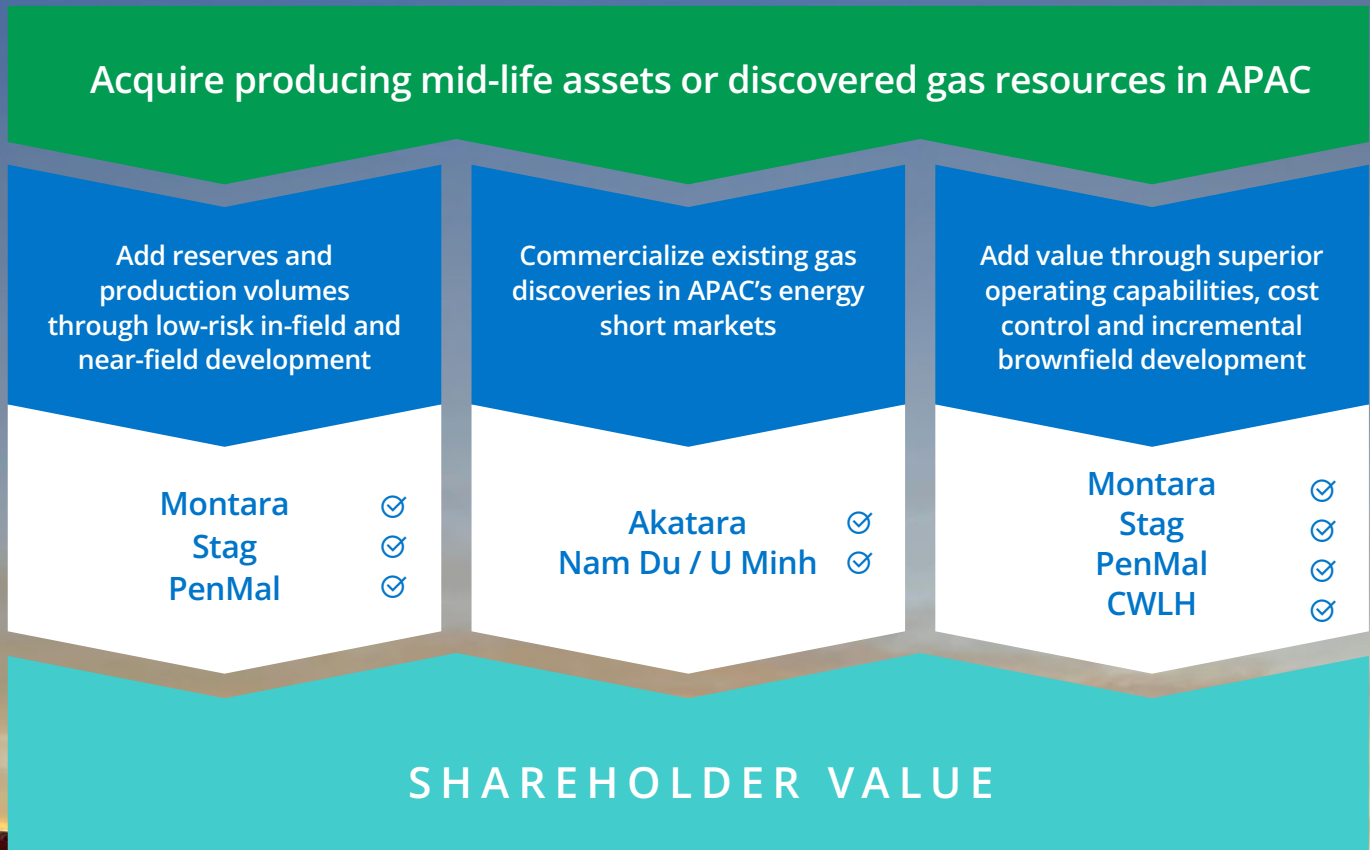 Acquire producing mid-life assets or discovered gas resources in APAC
Add reserves and
production volumes
through low-risk in-field and
near-field development
Commercialize existing gas
discoveries in APAC’s energy
short markets
Add value through superior
operating capabilities, cost
control and incremental
brownfield development
Montara
Stag
PenMal
Akatara
Nam Du / U Minh
Montara
Stag
PenMal
CWLH
SHAREHOLDER VALUE